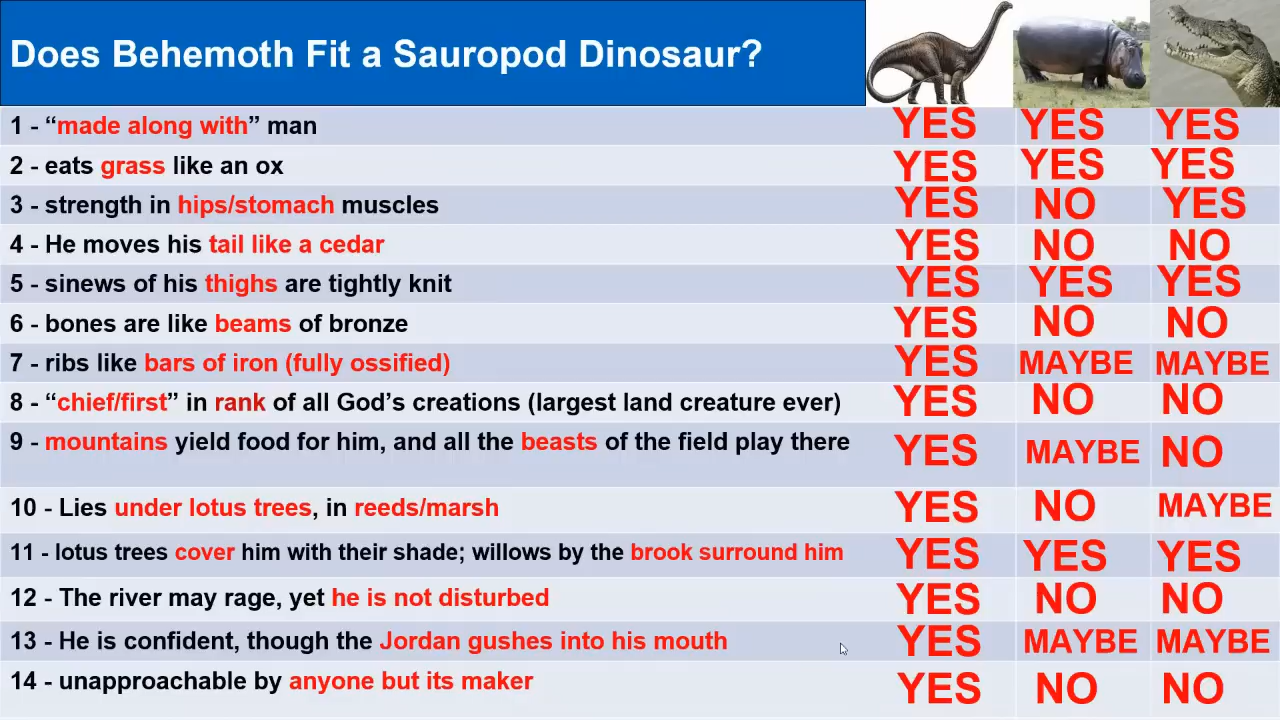 Does Behemoth Fit a Sauropod Dinosaur?
1 - “made along with” man YES YES YES
2 - eats grass like an ox YES YES YES
3 - strength in hips/stomach muscles YES NO YES
4 - He moves his tail like a cedar YES NO NO
5 - sinews of his thighs are tightly knit YES YES YES
6 - bones are like beams of bronze YES NO NO
7 - ribs like bars of iron (fully ossified) YES MAYBE MAYBE
8 - “chief/first” in rank of all God’s creations (largest land creature ever) YES NO NO
9 - mountains yield food for him, and all the beasts of the field play there YES MAYBE NO
10 - Lies under lotus trees, in reeds/marsh YES NO MAYBE
11 - lotus trees cover him with their shade; willows by the brook surround him YES YES YES
12 - The river may rage, yet he is not disturbed YES NO NO
13 - He is confident, though the Jordan gushes into his mouth YES MAYBE MAYBE
14 - unapproachable by anyone but its maker YES NO NO